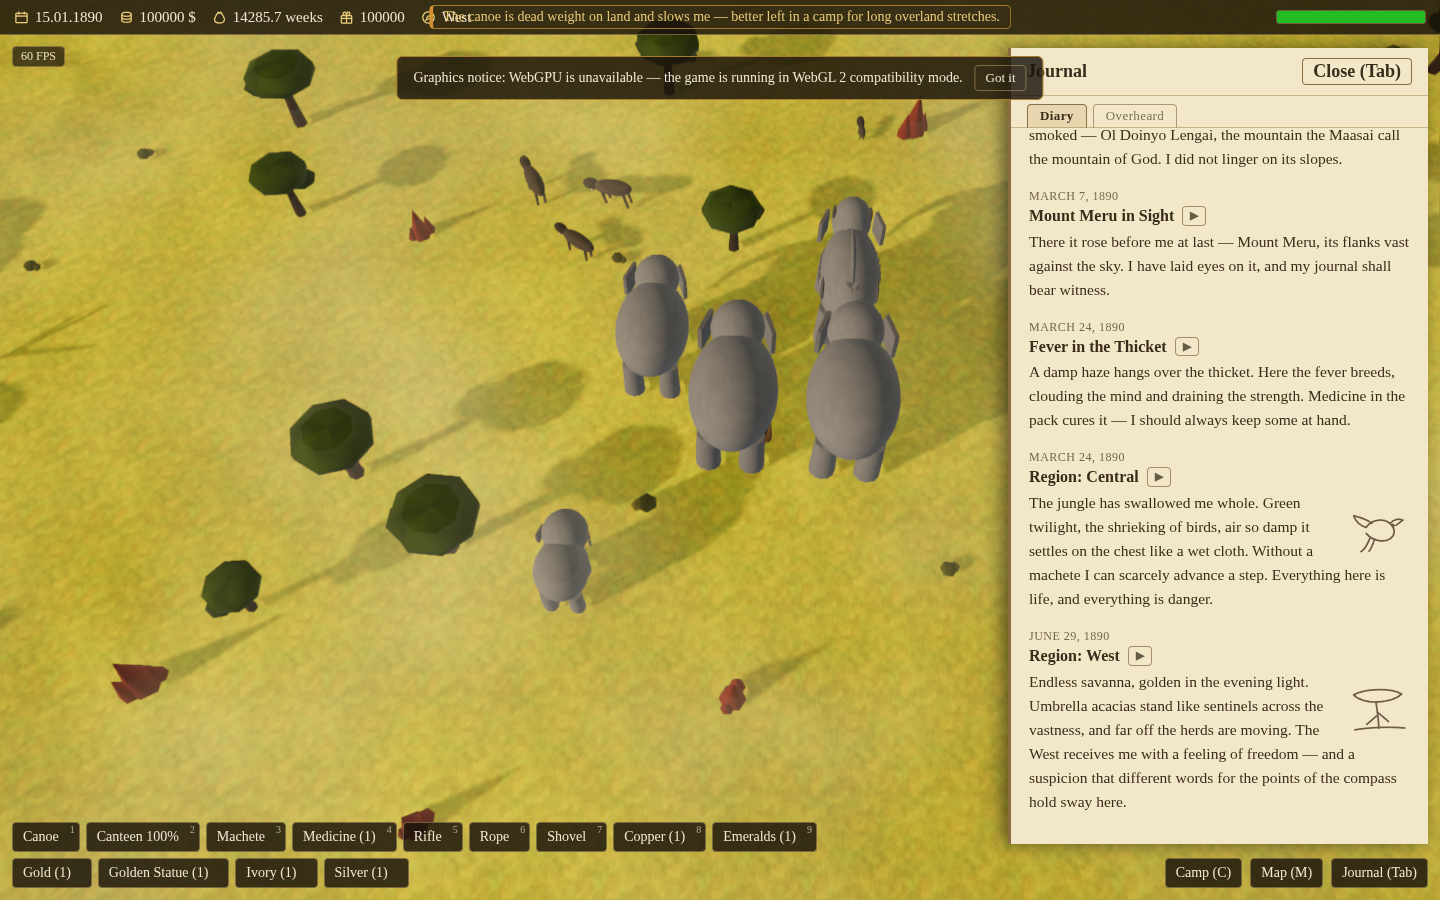 15.01.1890 100000 $ 14285.7 weeks 100000 West
The canoe is dead weight on land and slows me — better left in a camp for long overland stretches.
60 FPS
Graphics notice: WebGPU is unavailable — the game is running in WebGL 2 compatibility mode. Got it
Journal Close (Tab)
Diary Overheard
smoked — Ol Doinyo Lengai, the mountain the Maasai call
the mountain of God. I did not linger on its slopes.
MARCH 7, 1890
Mount Meru in Sight
There it rose before me at last — Mount Meru, its flanks vast
against the sky. I have laid eyes on it, and my journal shall
bear witness.
MARCH 24, 1890
Fever in the Thicket
A damp haze hangs over the thicket. Here the fever breeds,
clouding the mind and draining the strength. Medicine in the
pack cures it — I should always keep some at hand.
MARCH 24, 1890
Region: Central
The jungle has swallowed me whole. Green
twilight, the shrieking of birds, air so damp it
settles on the chest like a wet cloth. Without a
machete I can scarcely advance a step. Everything here is
life, and everything is danger.
JUNE 29, 1890
Region: West
Endless savanna, golden in the evening light.
Umbrella acacias stand like sentinels across the
vastness, and far off the herds are moving. The
West receives me with a feeling of freedom — and a
suspicion that different words for the points of the compass
hold sway here.
Canoe 1 Canteen 100% 2 Machete 3 Medicine (1) 4 Rifle 5 Rope 6 Shovel 7 Copper (1) 8 Emeralds (1) 9
Gold (1) Golden Statue (1) Ivory (1) Silver (1)
Camp (C) Map (M) Journal (Tab)